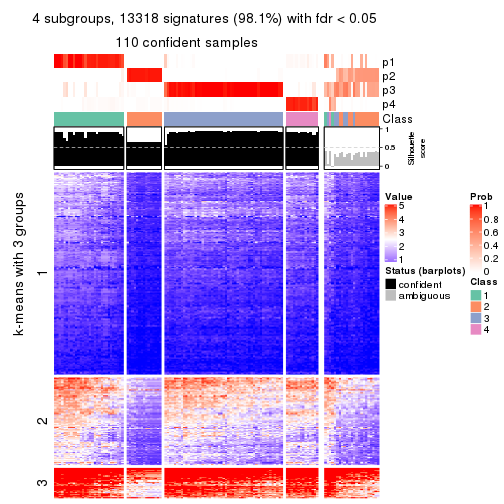 4 subgroups, 13318 signatures (98.1%) with fdr < 0.05
110 confident samples
p1
p2
p3
p4
Class
1
0.5
0
Silhouette
score
k-means with 3 groups
1
2
3
Value
5
4
3
2
1
Status (barplots)
confident
ambiguous
Prob
1
0.8
0.6
0.4
0.2
0
Class
1
2
3
4